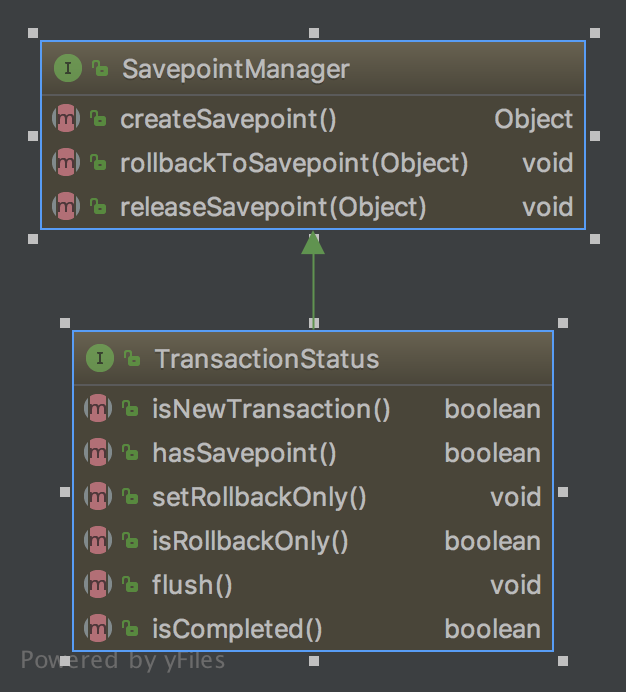 SavepointManager
createSavepoint() Object
rollbackToSavepoint(Object) void
releaseSavepoint(Object) void
TransactionStatus
isNewTransaction() boolean
hasSavepoint() boolean
setRollbackOnly() void
isRollbackOnly() boolean
flush() void
isCompleted() boolean
Powered by yFiles